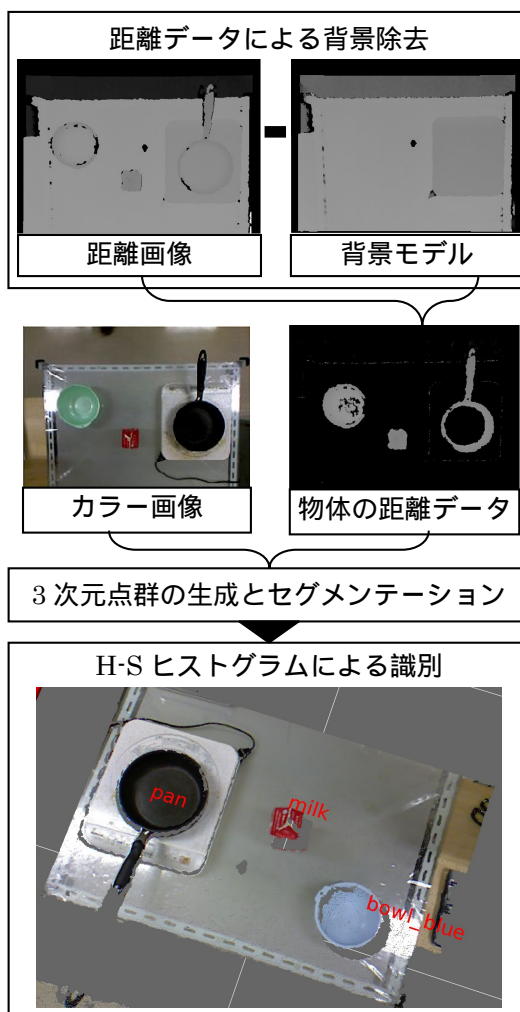 距離データによる背景除去
距離画像
背景モデル
カラー画像
物体の距離データ
3 次元点群の生成とセグメンテーション
H-S ヒストグラムによる識別
pan
milk
bowl_blue